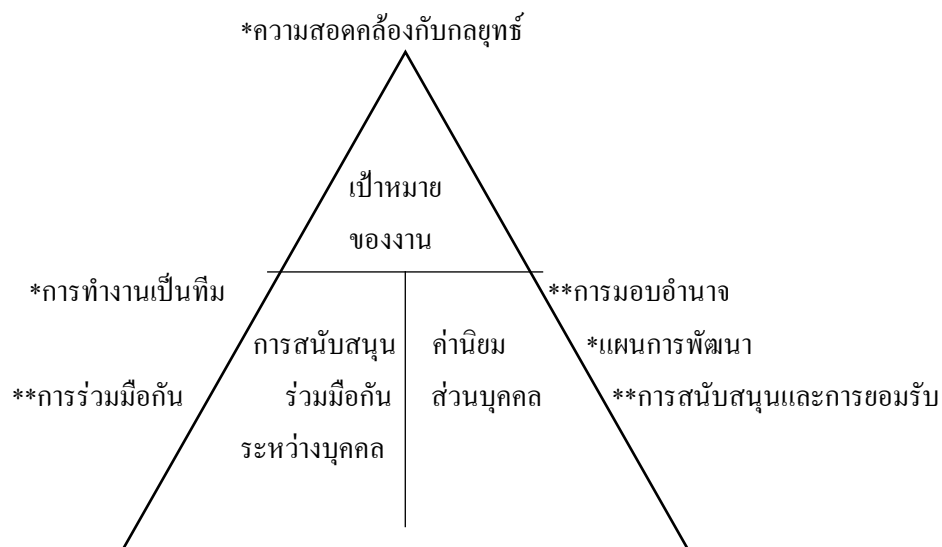 *ความสอดคล้องกับกลยุทธ์
เป้าหมาย
ของงาน
*การทำงานเป็นทีม
**การร่วมมือกัน
การสนับสนุน
ร่วมมือกัน
ระหว่างบุคคล
ค่านิยม
ส่วนบุคคล
**การมอบอำนาจ
*แผนการพัฒนา
**การสนับสนุนและการยอมรับ